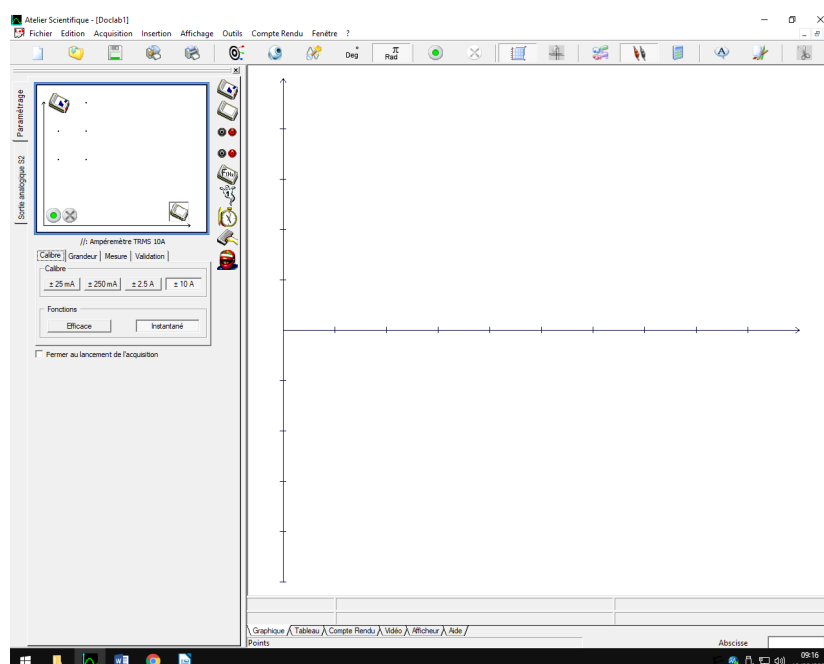 Atelier Scientifique - [Doclab1]
Fichier Edition Acquisition Insertion Affichage Outils Compte Rendu Fenêtre ?
Deg
π
Rad
Paramétrage
Sortie analogique S2
F(x)
//: Ampéremètre TRMS 10A
Calibre Grandeur Mesure Validation
Calibre
± 25 mA ± 250 mA ± 2.5 A ± 10 A
Fonctions
Efficace Instantané
Fermer au lancement de l'acquisition
Graphique Tableau Compte Rendu Vidéo Afficheur Aide
Points
Abscisse
09:16